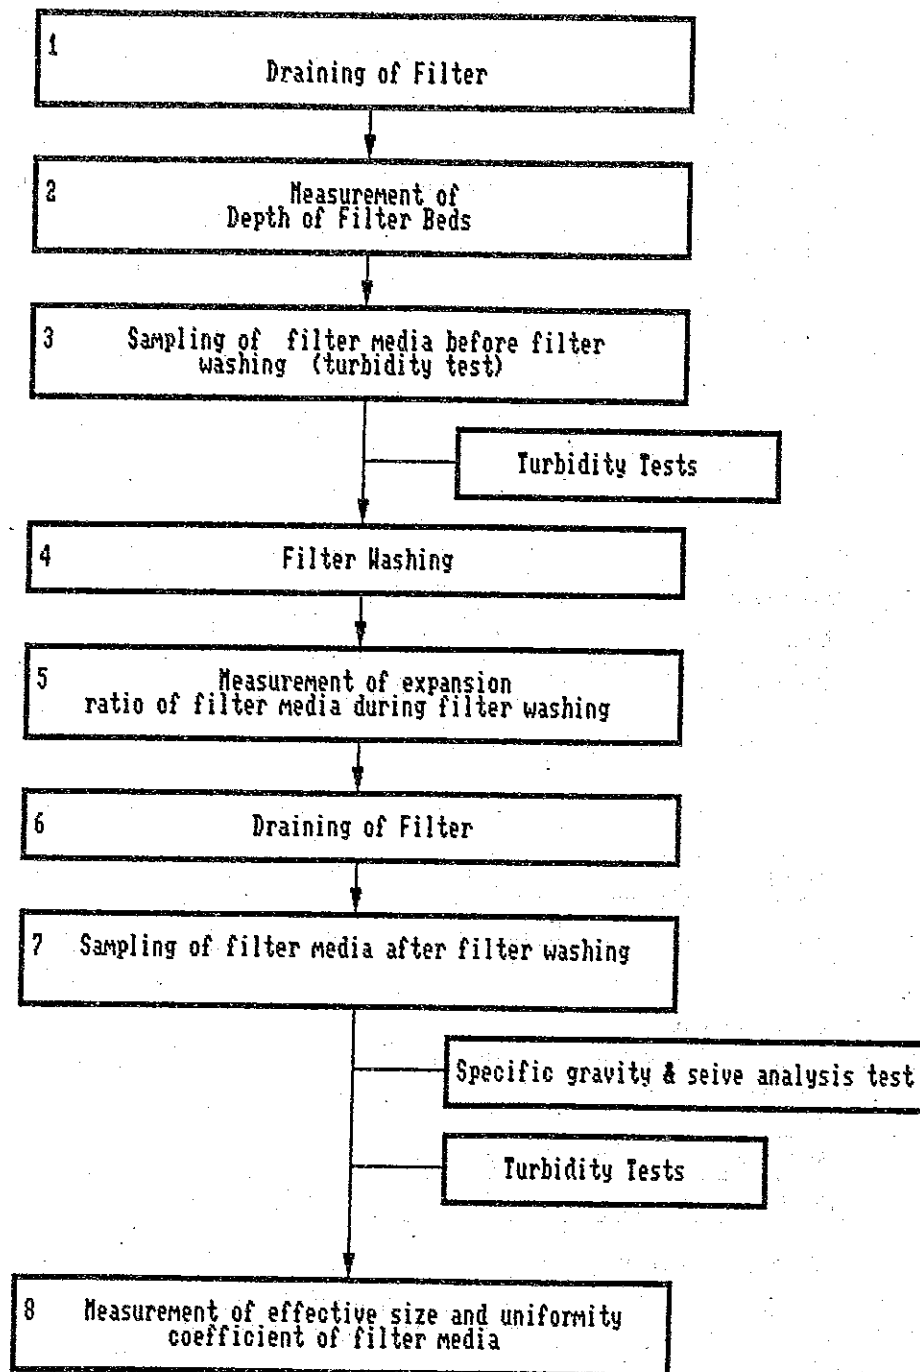 1
Draining of Filter
2
Measurement of
Depth of Filter Beds
3
Sampling of filter media before filter
washing (turbidity test)
Turbidity Tests
4
Filter Washing
5
Measurement of expansion
ratio of filter media during filter washing
6
Draining of Filter
7
Sampling of filter media after filter washing
Specific gravity & seive analysis test
Turbidity Tests
8
Measurement of effective size and uniformity
coefficient of filter media